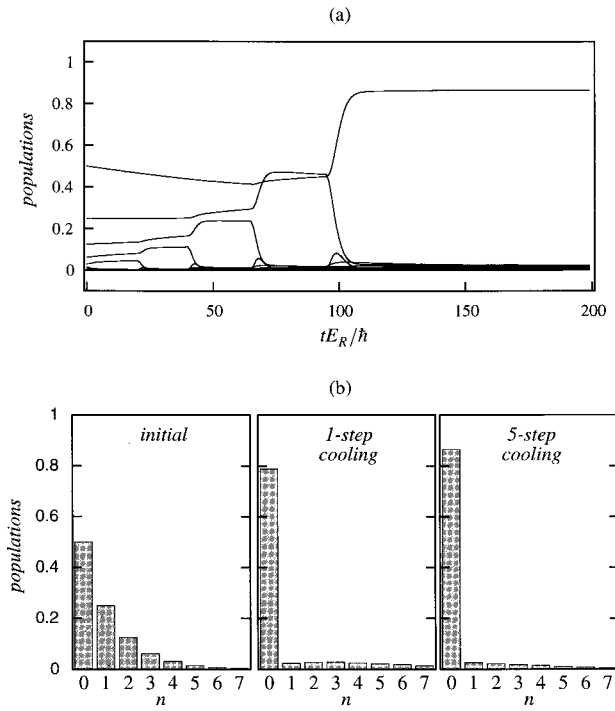 (a)
populations
1
0.8
0.6
0.4
0.2
0
0 50 100 150 200
tE_R/ℏ
(b)
populations
1
0.8
0.6
0.4
0.2
0
initial
1-step
cooling
5-step
cooling
0 1 2 3 4 5 6 7
0 1 2 3 4 5 6 7
0 1 2 3 4 5 6 7
n
n
n